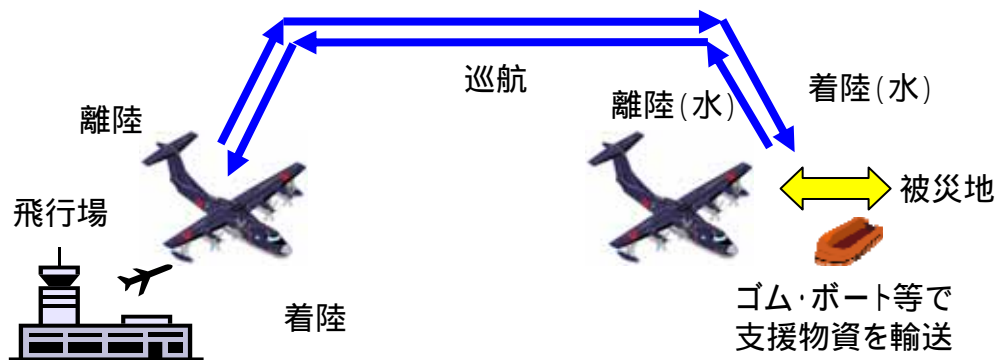 巡航
離陸(水)
着陸(水)
離陸
飛行場
被災地
着陸
ゴム・ボート等で
支援物資を輸送